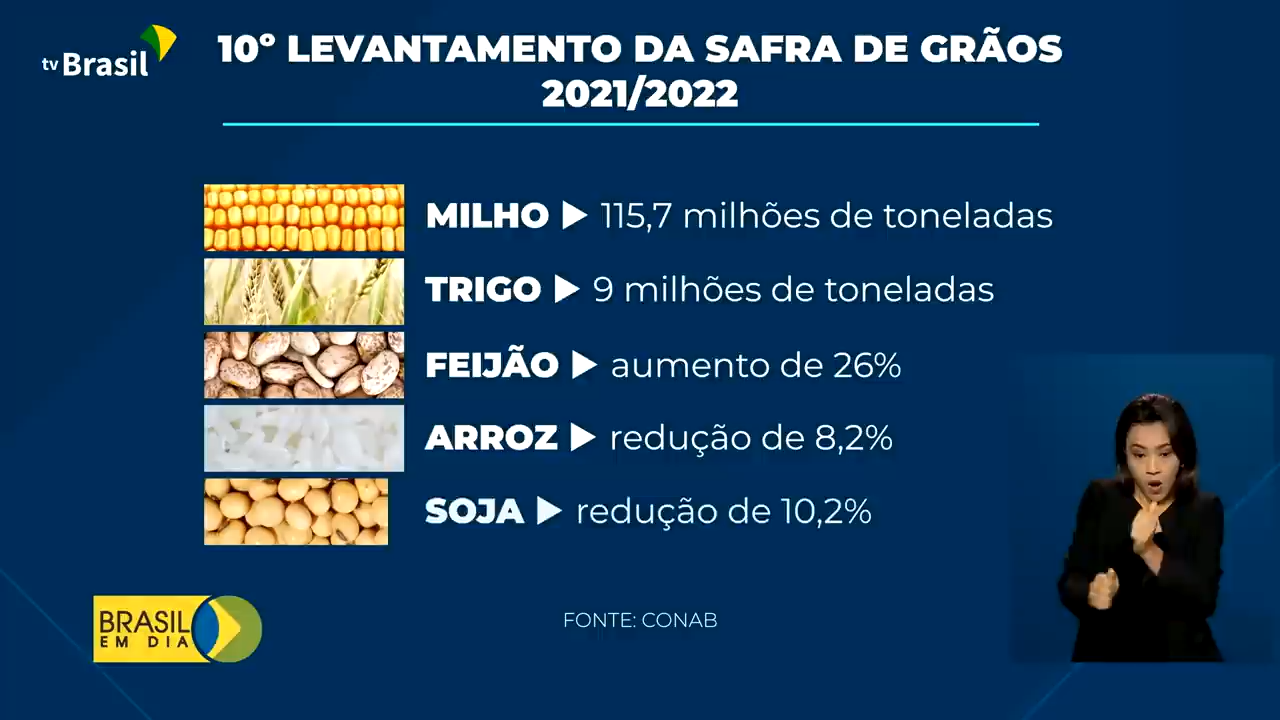 tv Brasil
10º LEVANTAMENTO DA SAFRA DE GRÃOS
2021/2022
MILHO ▶ 115,7 milhões de toneladas
TRIGO ▶ 9 milhões de toneladas
FEIJÃO ▶ aumento de 26%
ARROZ ▶ redução de 8,2%
SOJA ▶ redução de 10,2%
BRASIL
EM DIA
FONTE: CONAB